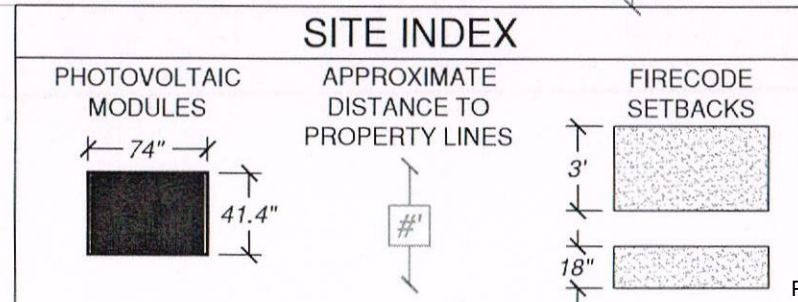 SITE INDEX
PHOTOVOLTAIC
MODULES
74"
41.4"
APPROXIMATE
DISTANCE TO
PROPERTY LINES
#'
FIRECODE
SETBACKS
3'
18"